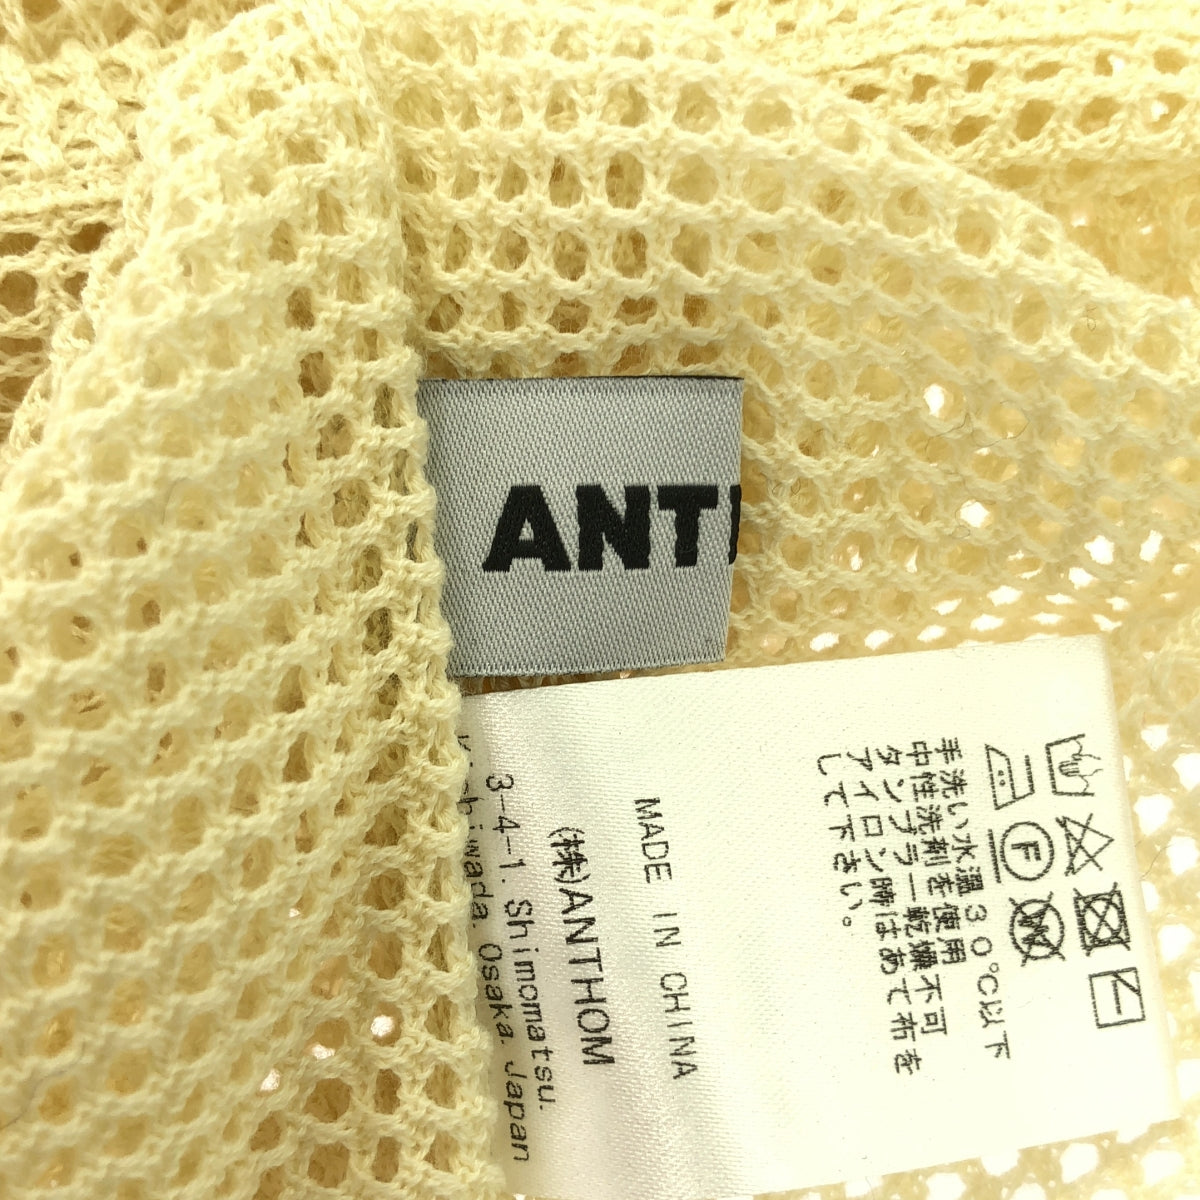 ANT
手洗い水温30℃以下
中性洗剤を使用
タンブラー乾燥不可
アイロン時はあて布を
して下さい。
MADE IN CHINA
(株)ANTHOM
3-4-1. Shimomatsu.
Kishiwada. Osaka. Japan
F
W